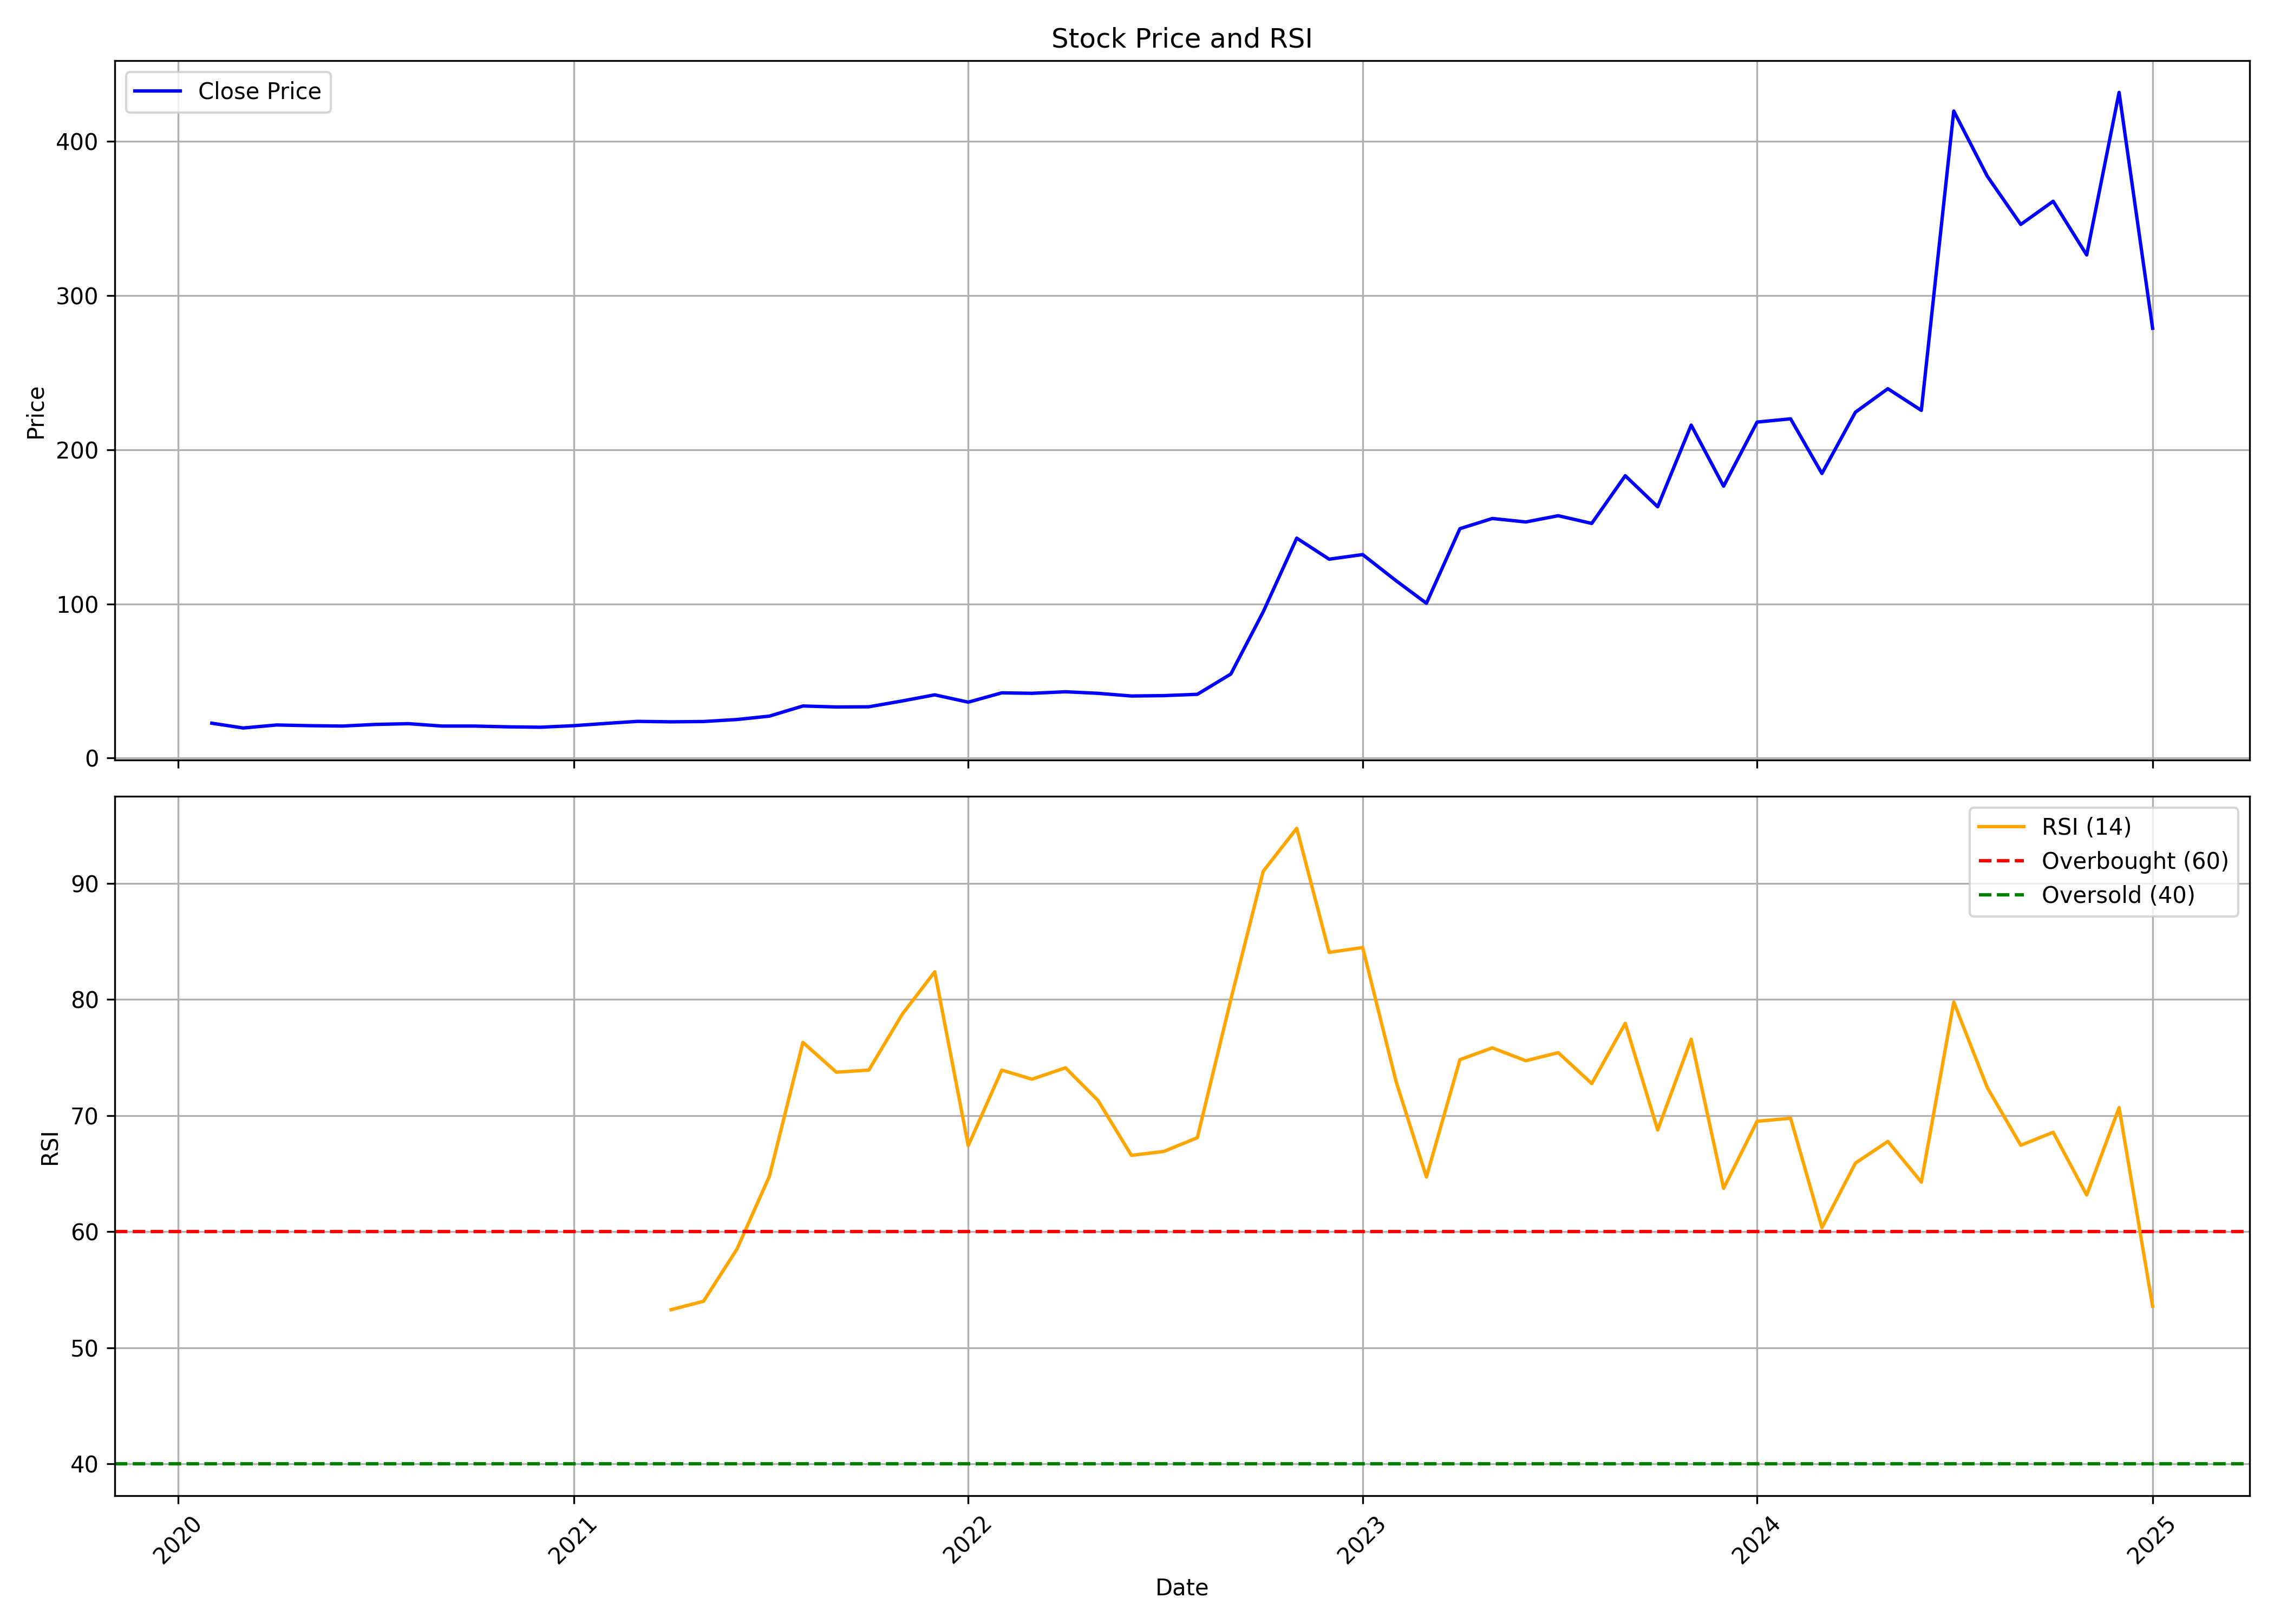 Stock Price and RSI
Close Price
400
300
200
100
0
Price
RSI (14)
Overbought (60)
Oversold (40)
90
80
70
60
50
40
RSI
2020
2021
2022
2023
2024
2025
Date